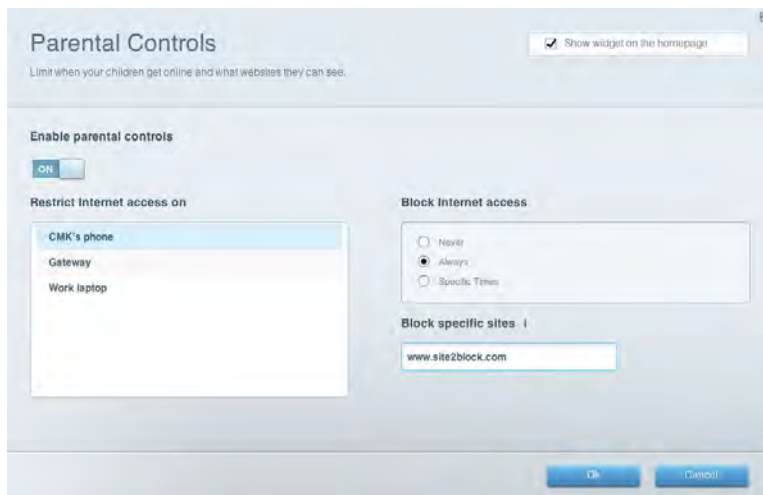 Parental Controls
Show widget on the homepage
Limit when your children get online and what websites they can see.
Enable parental controls
ON
Restrict Internet access on
CMK's phone
Gateway
Work laptop
Block Internet access
Never
Always
Specific Times
Block specific sites i
www.site2block.com
Ok
Cancel